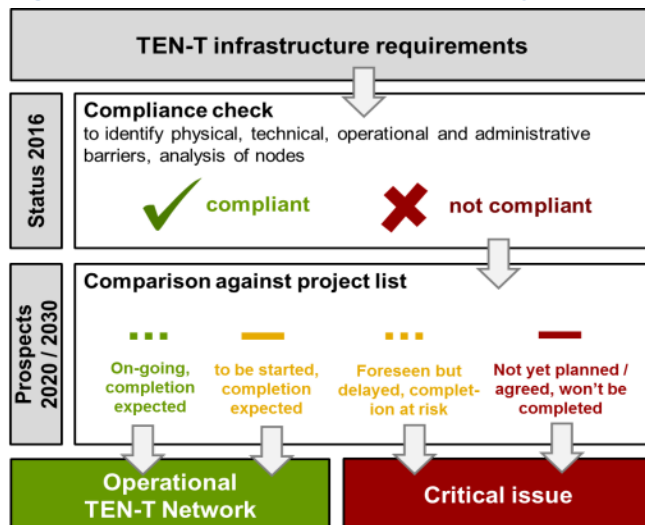 TEN-T infrastructure requirements
Status 2016
Compliance check
to identify physical, technical, operational and administrative
barriers, analysis of nodes
compliant
not compliant
Prospects
2020 / 2030
Comparison against project list
On-going,
completion
expected
to be started,
completion
expected
Foreseen but
delayed, complet-
ion at risk
Not yet planned /
agreed, won't be
completed
Operational
TEN-T Network
Critical issue